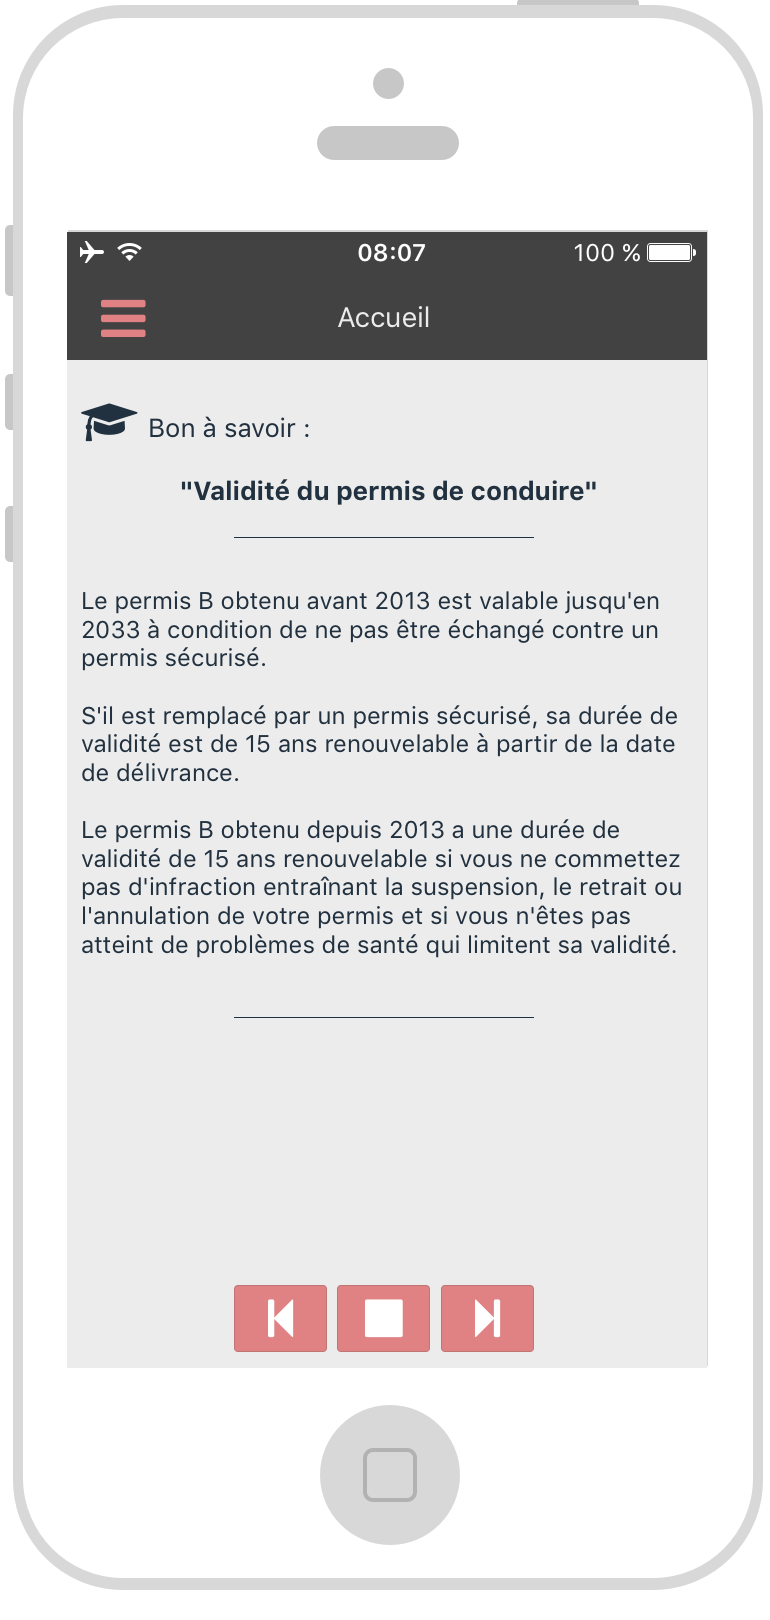 08:07
100 %
Accueil
Bon à savoir :
"Validité du permis de conduire"
Le permis B obtenu avant 2013 est valable jusqu'en
2033 à condition de ne pas être échangé contre un
permis sécurisé.
S'il est remplacé par un permis sécurisé, sa durée de
validité est de 15 ans renouvelable à partir de la date
de délivrance.
Le permis B obtenu depuis 2013 a une durée de
validité de 15 ans renouvelable si vous ne commettez
pas d'infraction entraînant la suspension, le retrait ou
l'annulation de votre permis et si vous n'êtes pas
atteint de problèmes de santé qui limitent sa validité.